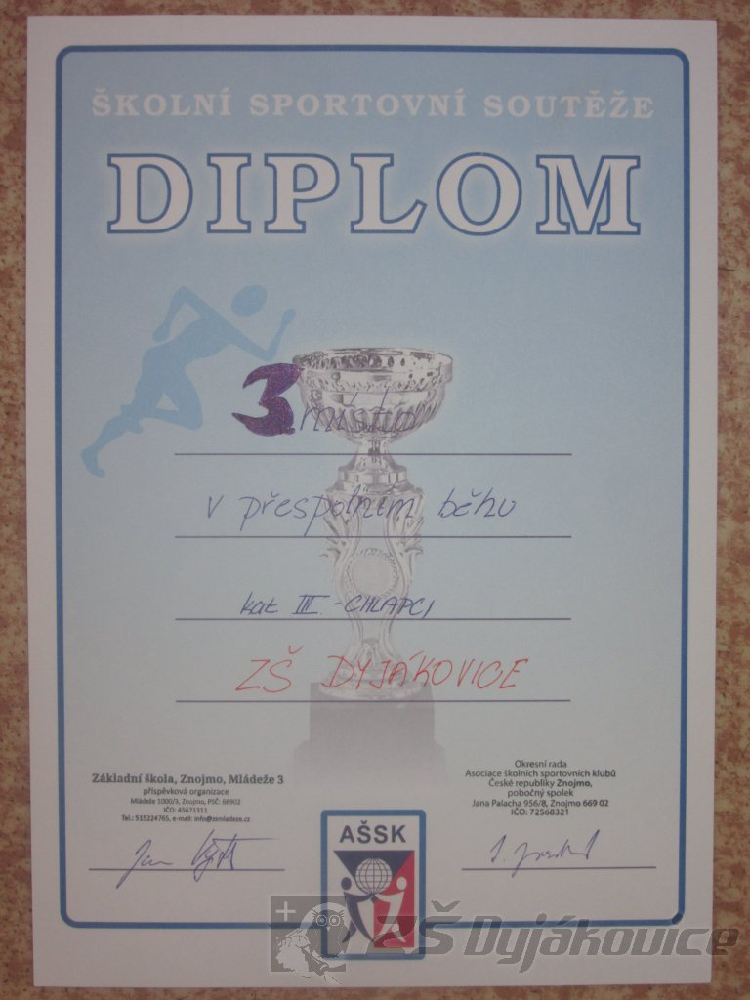 ŠKOLNÍ SPORTOVNÍ SOUTĚŽE
DIPLOM
3. místo
v přespolním běhu
kat III. - CHLAPCI
ZŠ DYJÁKOVICE
Základní škola, Znojmo, Mládeže 3
příspěvková organizace
Mládeže 1000/3, Znojmo, PSČ: 66902
IČO: 45671311
Tel.: 515224765, e-mail: info@zsmladeze.cz
Okresní rada
Asociace školních sportovních klubů
České republiky Znojmo,
pobočný spolek
Jana Palacha 956/8, Znojmo 669 02
IČO: 72568321
AŠSK
ZŠ Dyjákovice